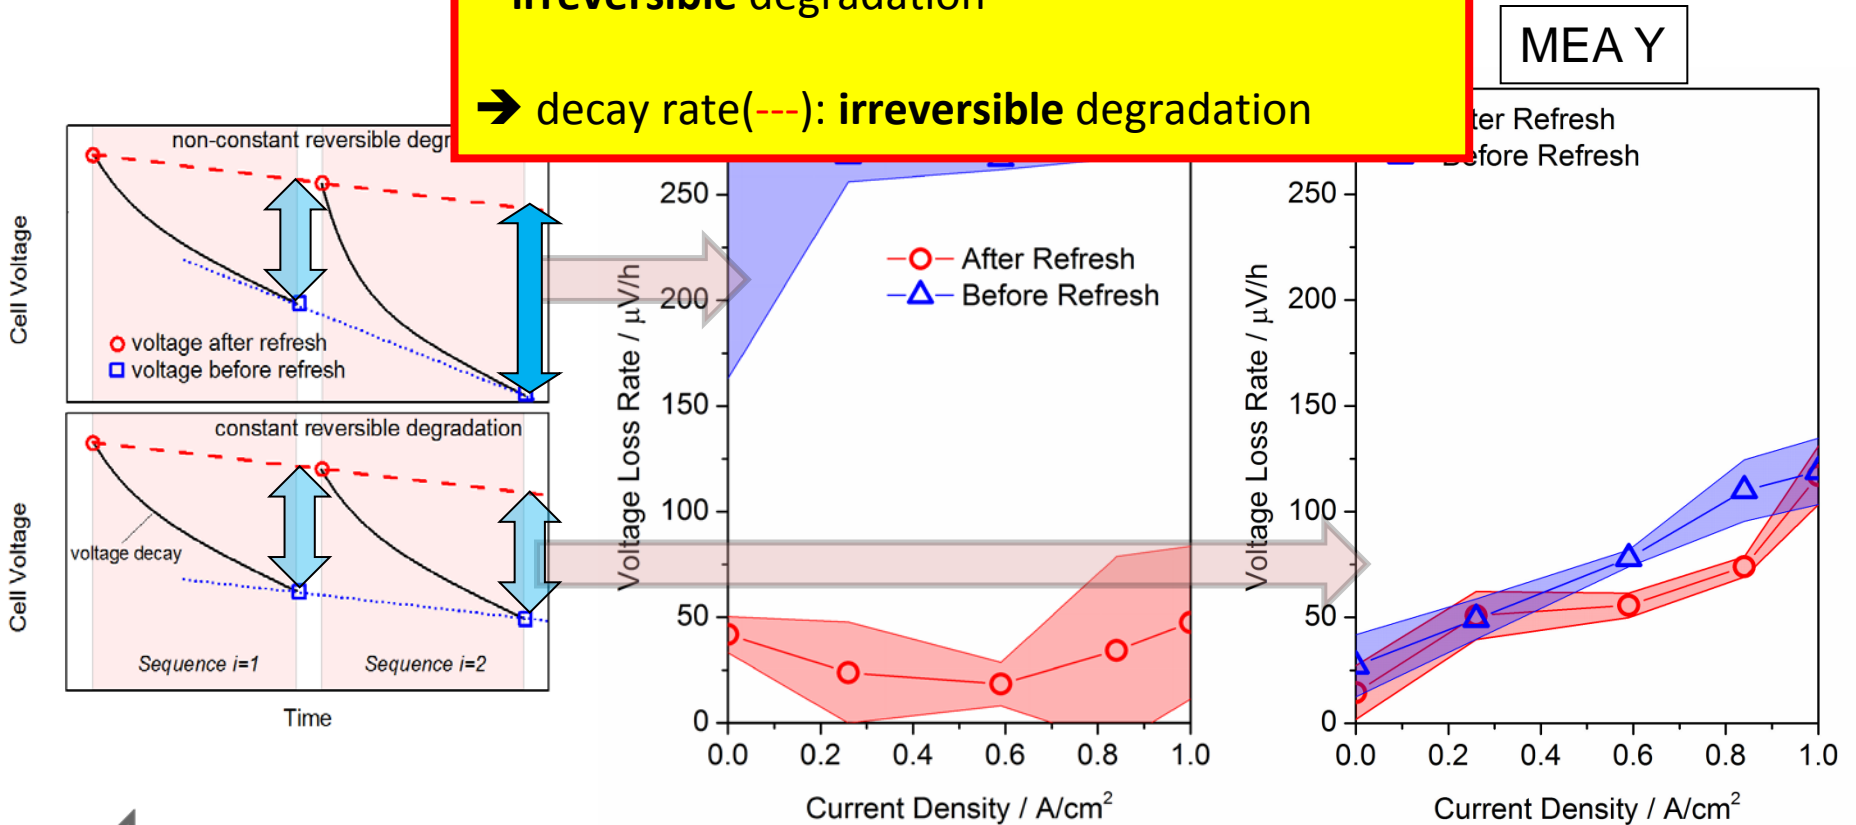 irreversible degradation
➔ decay rate(---): irreversible degradation
MEA Y
non-constant reversible
voltage after refresh
voltage before refresh
Cell Voltage
constant reversible degradation
voltage decay
Sequence i=1
Sequence i=2
Cell Voltage
Time
After Refresh
Before Refresh
250
200
150
100
50
0
0.0 0.2 0.4 0.6 0.8 1.0
Voltage Loss Rate / µV/h
Current Density / A/cm²
Refresh
Refresh
250
200
150
100
50
0
0.0 0.2 0.4 0.6 0.8 1.0
Voltage Loss Rate / µV/h
Current Density / A/cm²